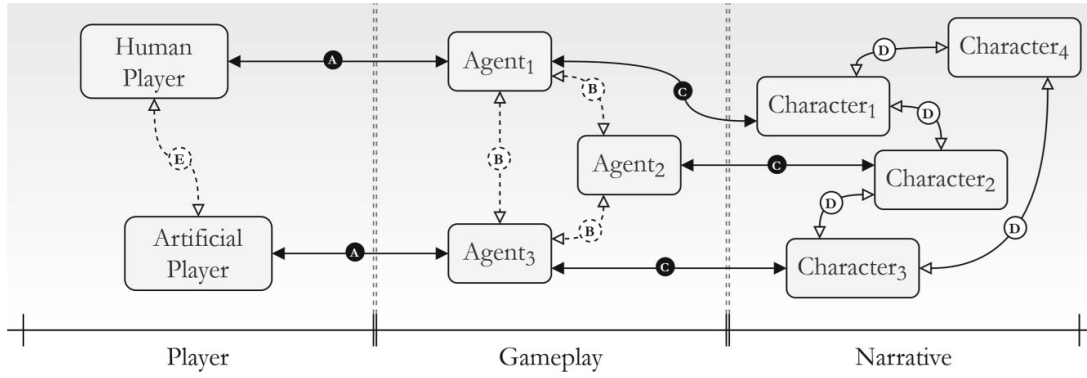 Human
Player
A
Agent₁
B
C
D
Character₄
Character₁
D
E
B
Agent₂
C
Character₂
Artificial
Player
A
Agent₃
B
C
D
Character₃
D
Player
Gameplay
Narrative